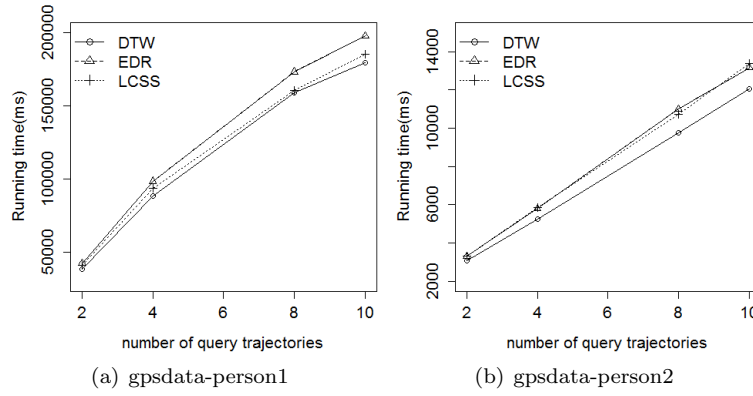 DTW
EDR
LCSS
Running time(ms)
50000
100000
150000
200000
2 4 6 8 10
number of query trajectories
(a) gpsdata-person1
DTW
EDR
LCSS
Running time(ms)
2000
6000
10000
14000
2 4 6 8 10
number of query trajectories
(b) gpsdata-person2